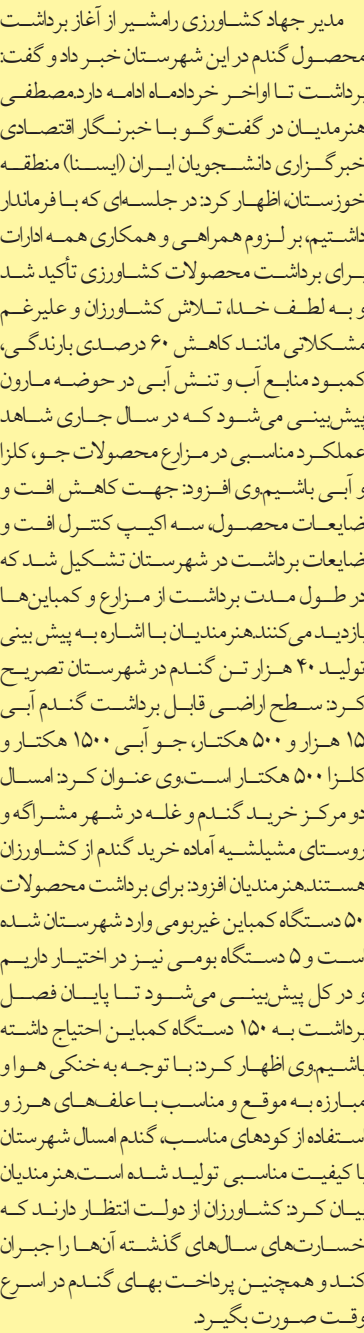 مدیر جهاد کشاورزی رامشیر از آغاز برداشت
محصول گندم در این شهرستان خبر داد و گفت:
برداشت تا اواخر خردادماه ادامه دارد.مصطفی
هنرمدیان در گفت‌وگو با خبرنگار اقتصادی
خبرگزاری دانشجویان ایران (ایسنا) منطقه
خوزستان، اظهار کرد: در جلسه‌ای که با فرماندار
داشتیم، بر لزوم همراهی و همکاری همه ادارات
برای برداشت محصولات کشاورزی تأکید شد
و به لطف خدا، تلاش کشاورزان و علیرغم
مشکلاتی مانند کاهش ۶۰ درصدی بارندگی،
کمبود منابع آب و تنش آبی در حوضه مارون
پیش‌بینی می‌شود که در سال جاری شاهد
عملکرد مناسبی در مزارع محصولات جو، کلزا
و آبی باشیم.وی افزود: جهت کاهش افت و
ضایعات محصول، سه اکیپ کنترل افت و
ضایعات برداشت در شهرستان تشکیل شد که
در طول مدت برداشت از مزارع و کمباین‌ها
بازدید می‌کنند.هنرمندیان با اشاره به پیش بینی
تولید ۴۰ هزار تن گندم در شهرستان تصریح
کرد: سطح اراضی قابل برداشت گندم آبی
۱۵ هزار و ۵۰۰ هکتار، جو آبی ۱۵۰۰ هکتار و
کلزا ۵۰۰ هکتار است.وی عنوان کرد: امسال
دو مرکز خرید گندم و غله در شهر مشراگه و
روستای مشیلشیه آماده خرید گندم از کشاورزان
هستند.هنرمندیان افزود: برای برداشت محصولات
۵۰ دستگاه کمباین غیربومی وارد شهرستان شده
ست و ۵ دستگاه بومی نیز در اختیار داریم
و در کل پیش‌بینی می‌شود تا پایان فصل
برداشت به ۱۵۰ دستگاه کمباین احتیاج داشته
باشیم.وی اظهار کرد: با توجه به خنکی هوا و
مبارزه به موقع و مناسب با علف‌های هرز و
استفاده از کودهای مناسب، گندم امسال شهرستان
با کیفیت مناسبی تولید شده است.هنرمندیان
بیان کرد: کشاورزان از دولت انتظار دارند که
خسارت‌های سال‌های گذشته آن‌ها را جبران
کند و همچنین پرداخت بهای گندم در اسرع
وقت صورت بگیرد.